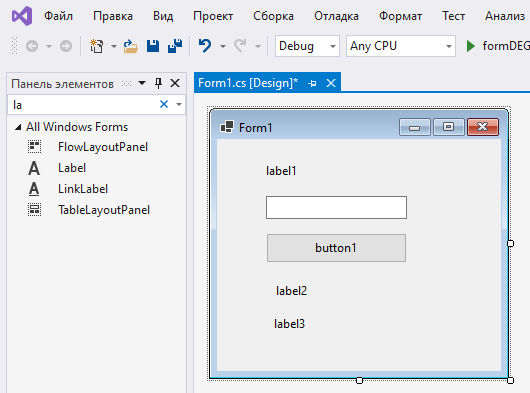 Файл Правка Вид Проект Сборка Отладка Формат Тест Анализ
Debug Any CPU formDEG
Панель элементов
Form1.cs [Design]*
la
All Windows Forms
FlowLayoutPanel
A Label
A LinkLabel
TableLayoutPanel
Form1
label1
button1
label2
label3